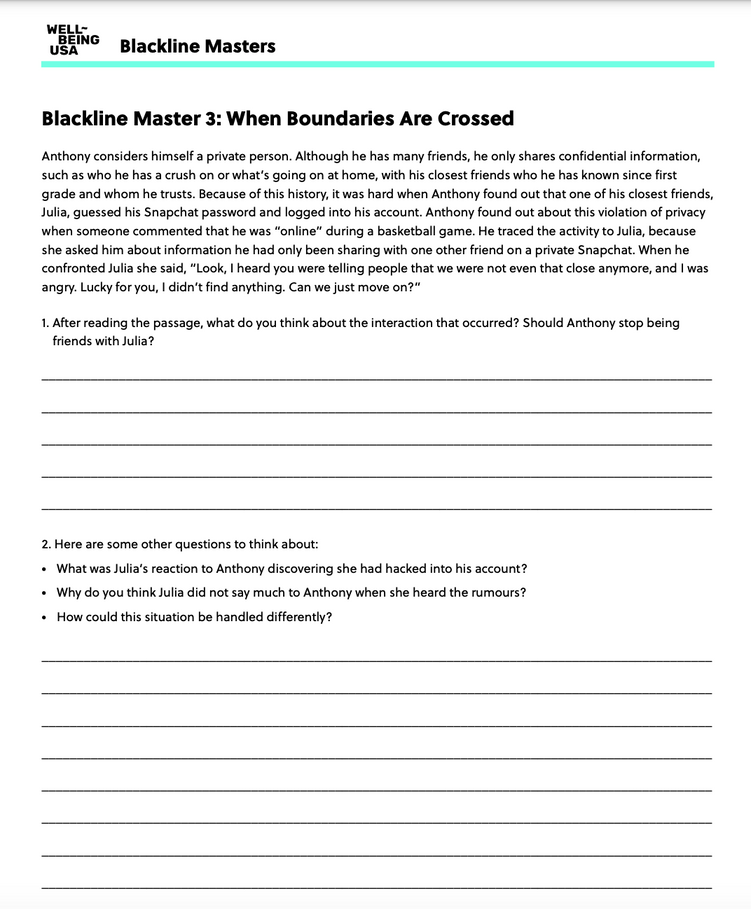 WELL~
BEING
USA
Blackline Masters
Blackline Master 3: When Boundaries Are Crossed
Anthony considers himself a private person. Although he has many friends, he only shares confidential information,
such as who he has a crush on or what’s going on at home, with his closest friends who he has known since first
grade and whom he trusts. Because of this history, it was hard when Anthony found out that one of his closest friends,
Julia, guessed his Snapchat password and logged into his account. Anthony found out about this violation of privacy
when someone commented that he was “online” during a basketball game. He traced the activity to Julia, because
she asked him about information he had only been sharing with one other friend on a private Snapchat. When he
confronted Julia she said, “Look, I heard you were telling people that we were not even that close anymore, and I was
angry. Lucky for you, I didn’t find anything. Can we just move on?”
1. After reading the passage, what do you think about the interaction that occurred? Should Anthony stop being
friends with Julia?
2. Here are some other questions to think about:
• What was Julia’s reaction to Anthony discovering she had hacked into his account?
• Why do you think Julia did not say much to Anthony when she heard the rumours?
• How could this situation be handled differently?